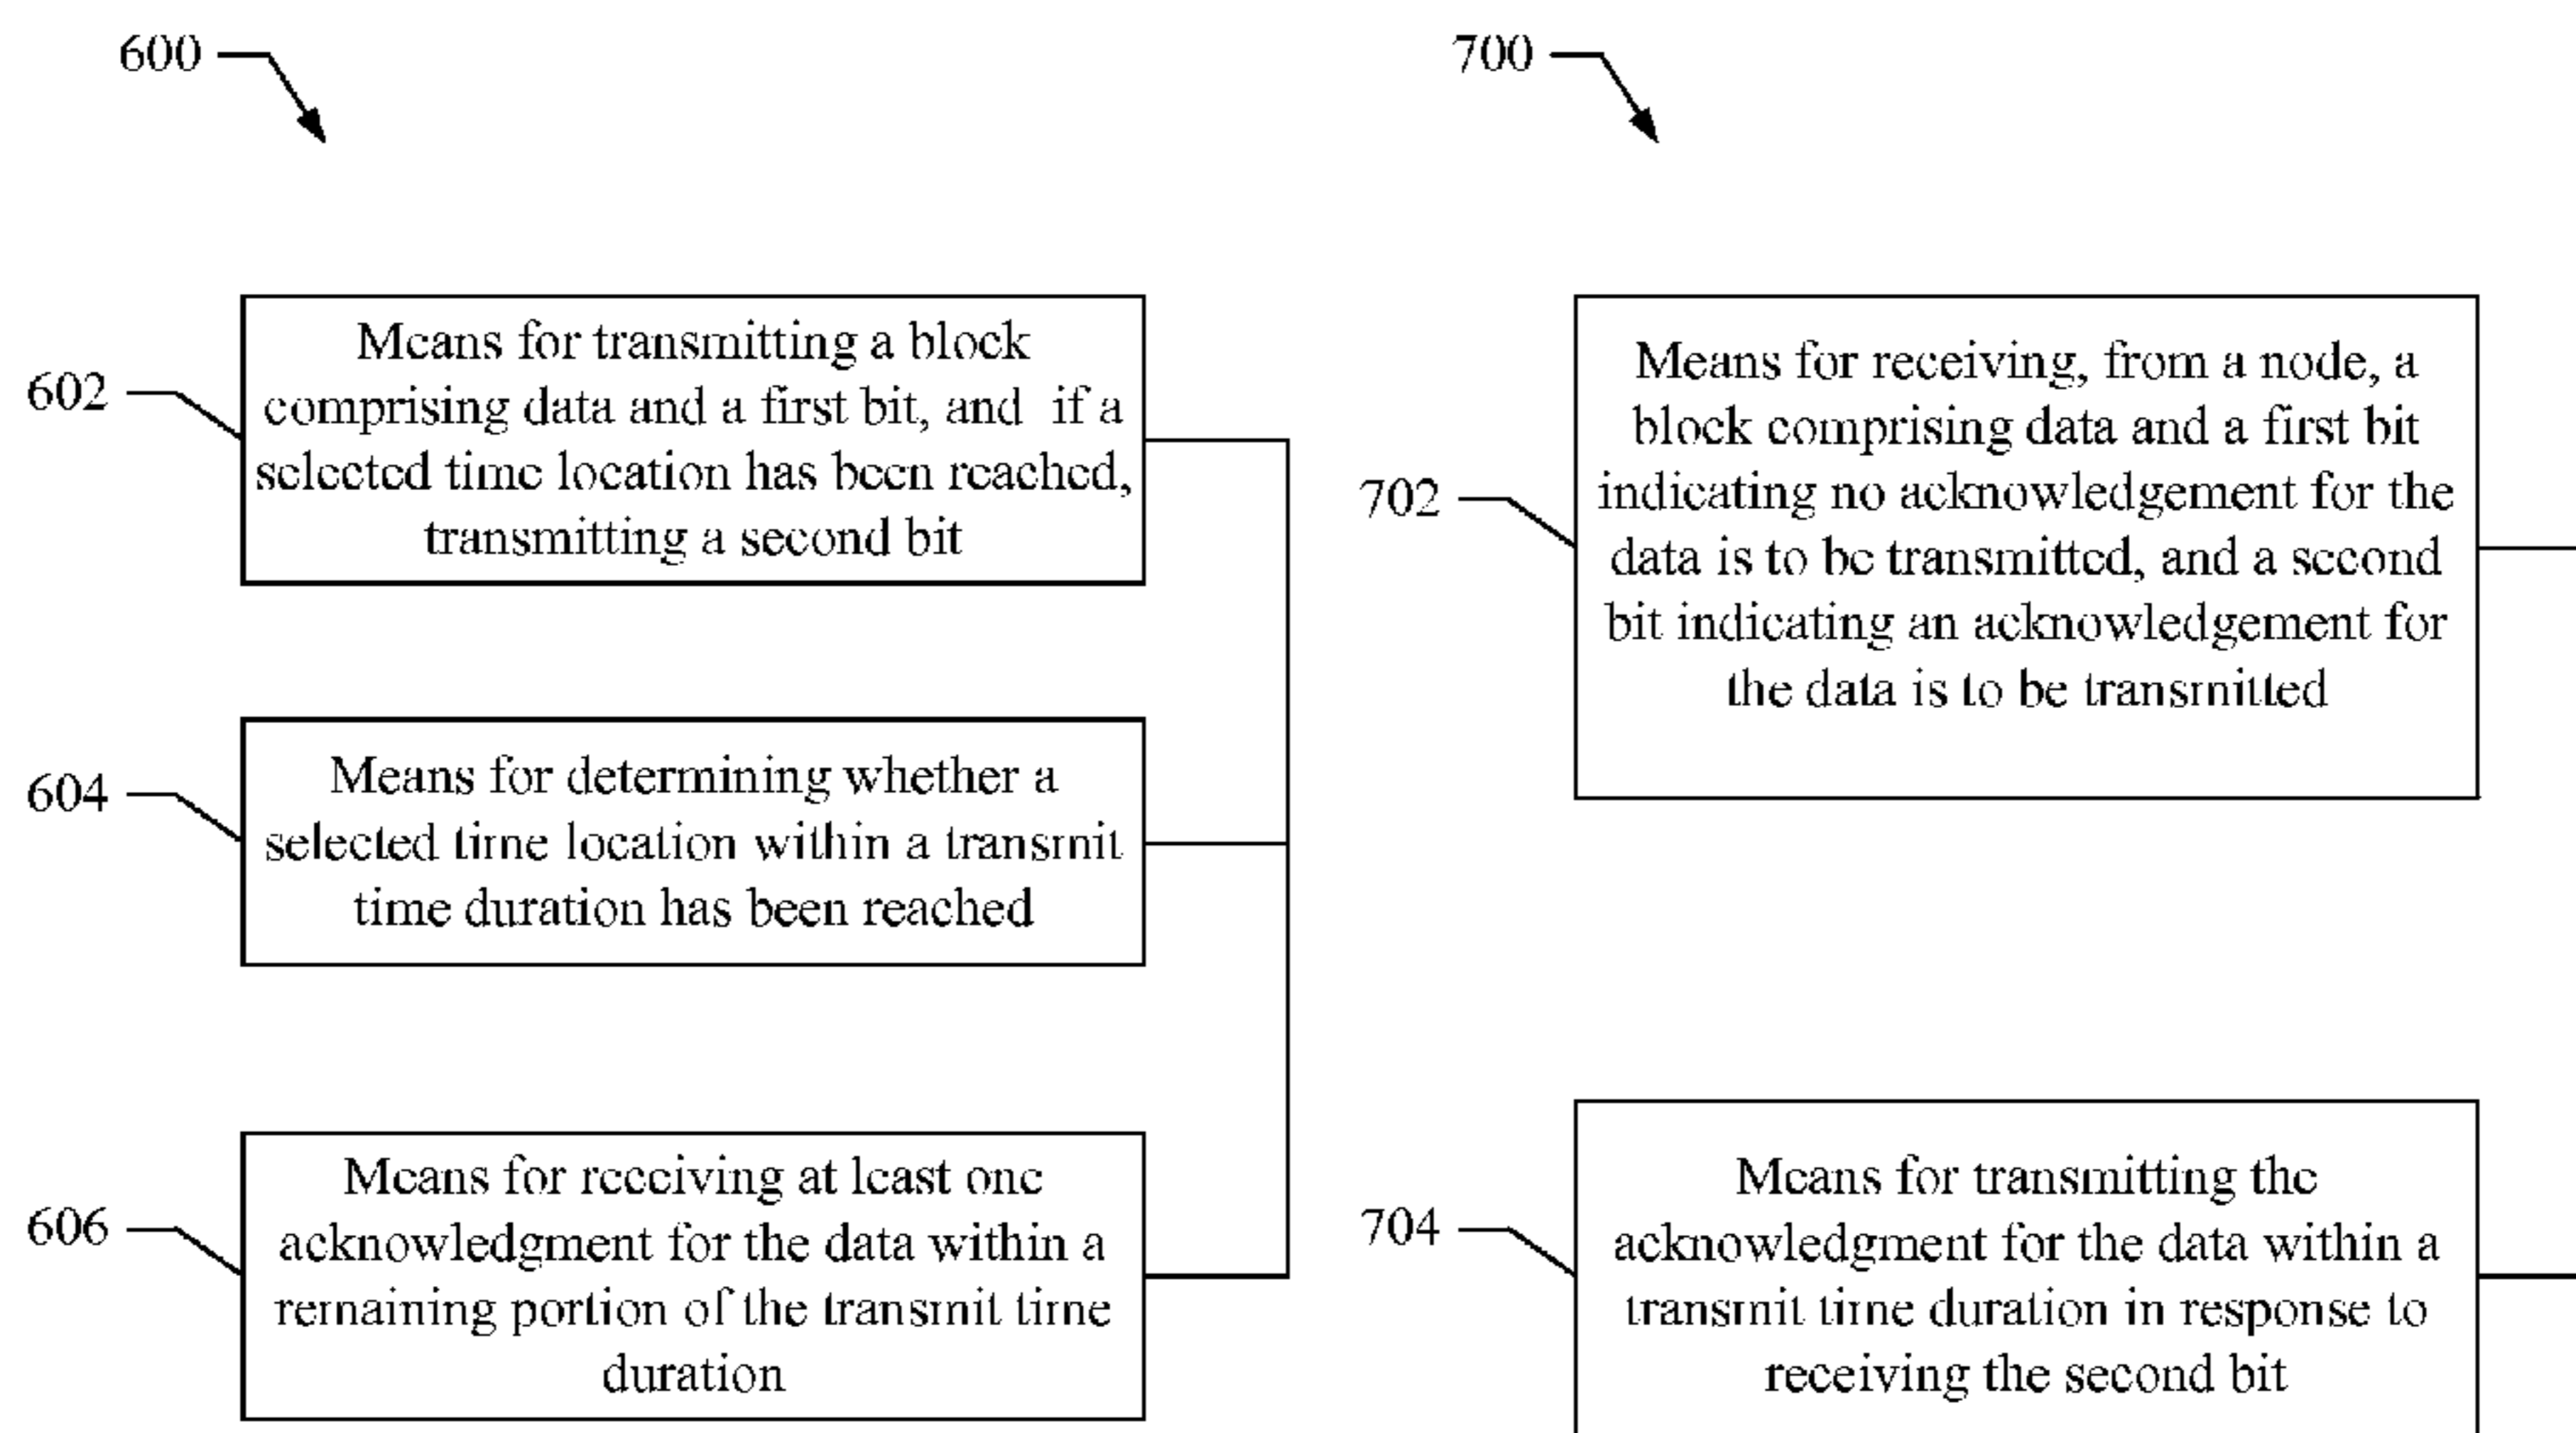 600
602
Means for transmitting a block
comprising data and a first bit, and if a
selected time location has been reached,
transmitting a second bit
604
Means for determining whether a
selected time location within a transmit
time duration has been reached
606
Means for receiving at least one
acknowledgment for the data within a
remaining portion of the transmit time
duration
700
702
Means for receiving, from a node, a
block comprising data and a first bit
indicating no acknowledgement for the
data is to be transmitted, and a second
bit indicating an acknowledgement for
the data is to be transmitted
704
Means for transmitting the
acknowledgment for the data within a
transmit time duration in response to
receiving the second bit